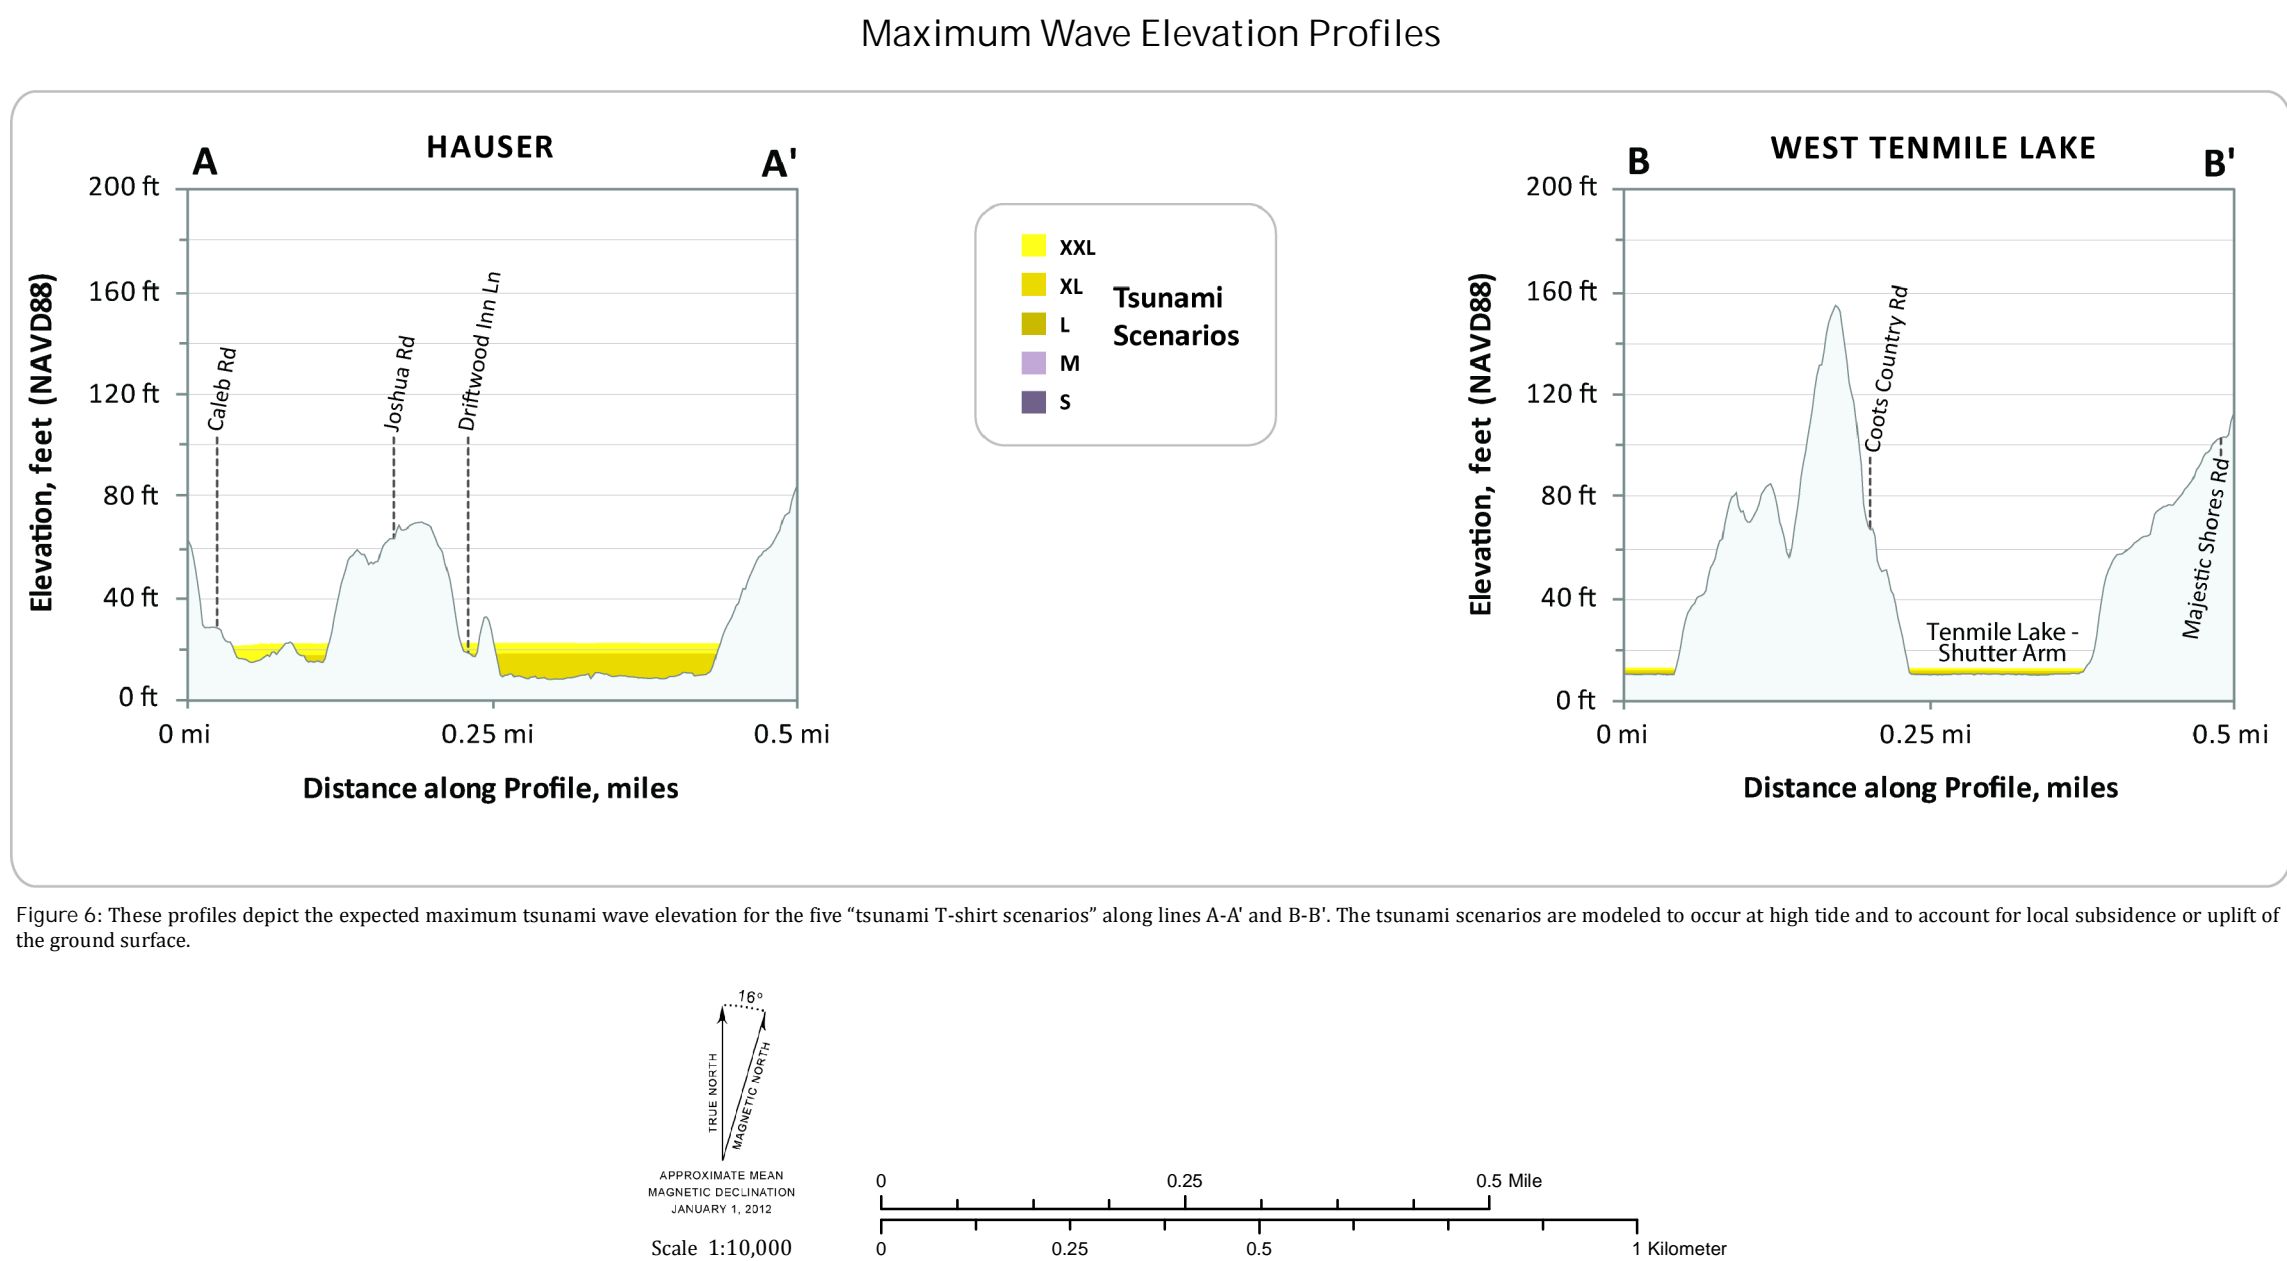 Maximum Wave Elevation Profiles
A
HAUSER
A'
200 ft
160 ft
120 ft
80 ft
40 ft
0 ft
Elevation, feet (NAVD88)
Caleb Rd
Joshua Rd
Driftwood Inn Ln
0 mi
0.25 mi
0.5 mi
Distance along Profile, miles
XXL
XL
L
M
S
Tsunami
Scenarios
B
WEST TENMILE LAKE
B'
200 ft
160 ft
120 ft
80 ft
40 ft
0 ft
Elevation, feet (NAVD88)
Coots Country Rd
Majestic Shores Rd
Tenmile Lake -
Shutter Arm
0 mi
0.25 mi
0.5 mi
Distance along Profile, miles
Figure 6: These profiles depict the expected maximum tsunami wave elevation for the five “tsunami T-shirt scenarios” along lines A-A' and B-B'. The tsunami scenarios are modeled to occur at high tide and to account for local subsidence or uplift of
the ground surface.
16°
TRUE NORTH
MAGNETIC NORTH
APPROXIMATE MEAN
MAGNETIC DECLINATION
JANUARY 1, 2012
Scale 1:10,000
0 0.25 0.5 Mile
0 0.25 0.5 1 Kilometer